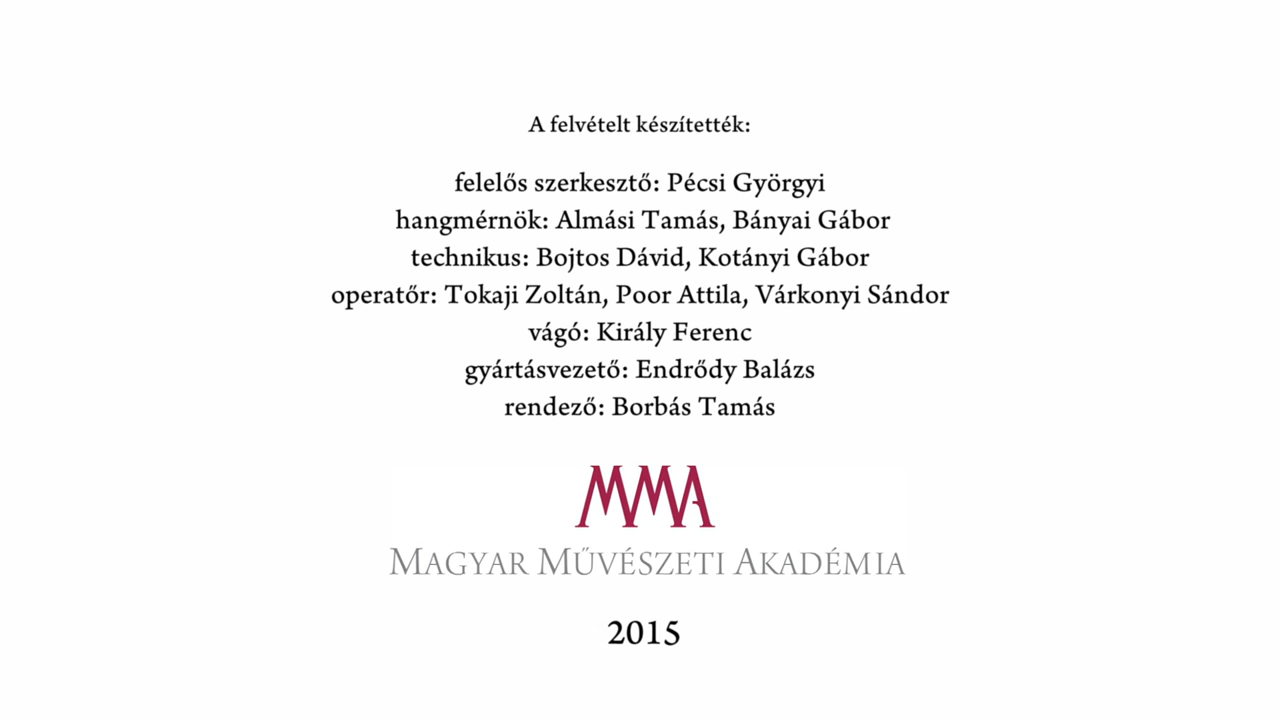 A felvételt készítették:
felelős szerkesztő: Pécsi Györgyi
hangmérnök: Almási Tamás, Bányai Gábor
technikus: Bojtos Dávid, Kotányi Gábor
operatőr: Tokaji Zoltán, Poor Attila, Várkonyi Sándor
vágó: Király Ferenc
gyártásvezető: Endrődy Balázs
rendező: Borbás Tamás
MMA
MAGYAR MŰVÉSZETI AKADÉMIA
2015